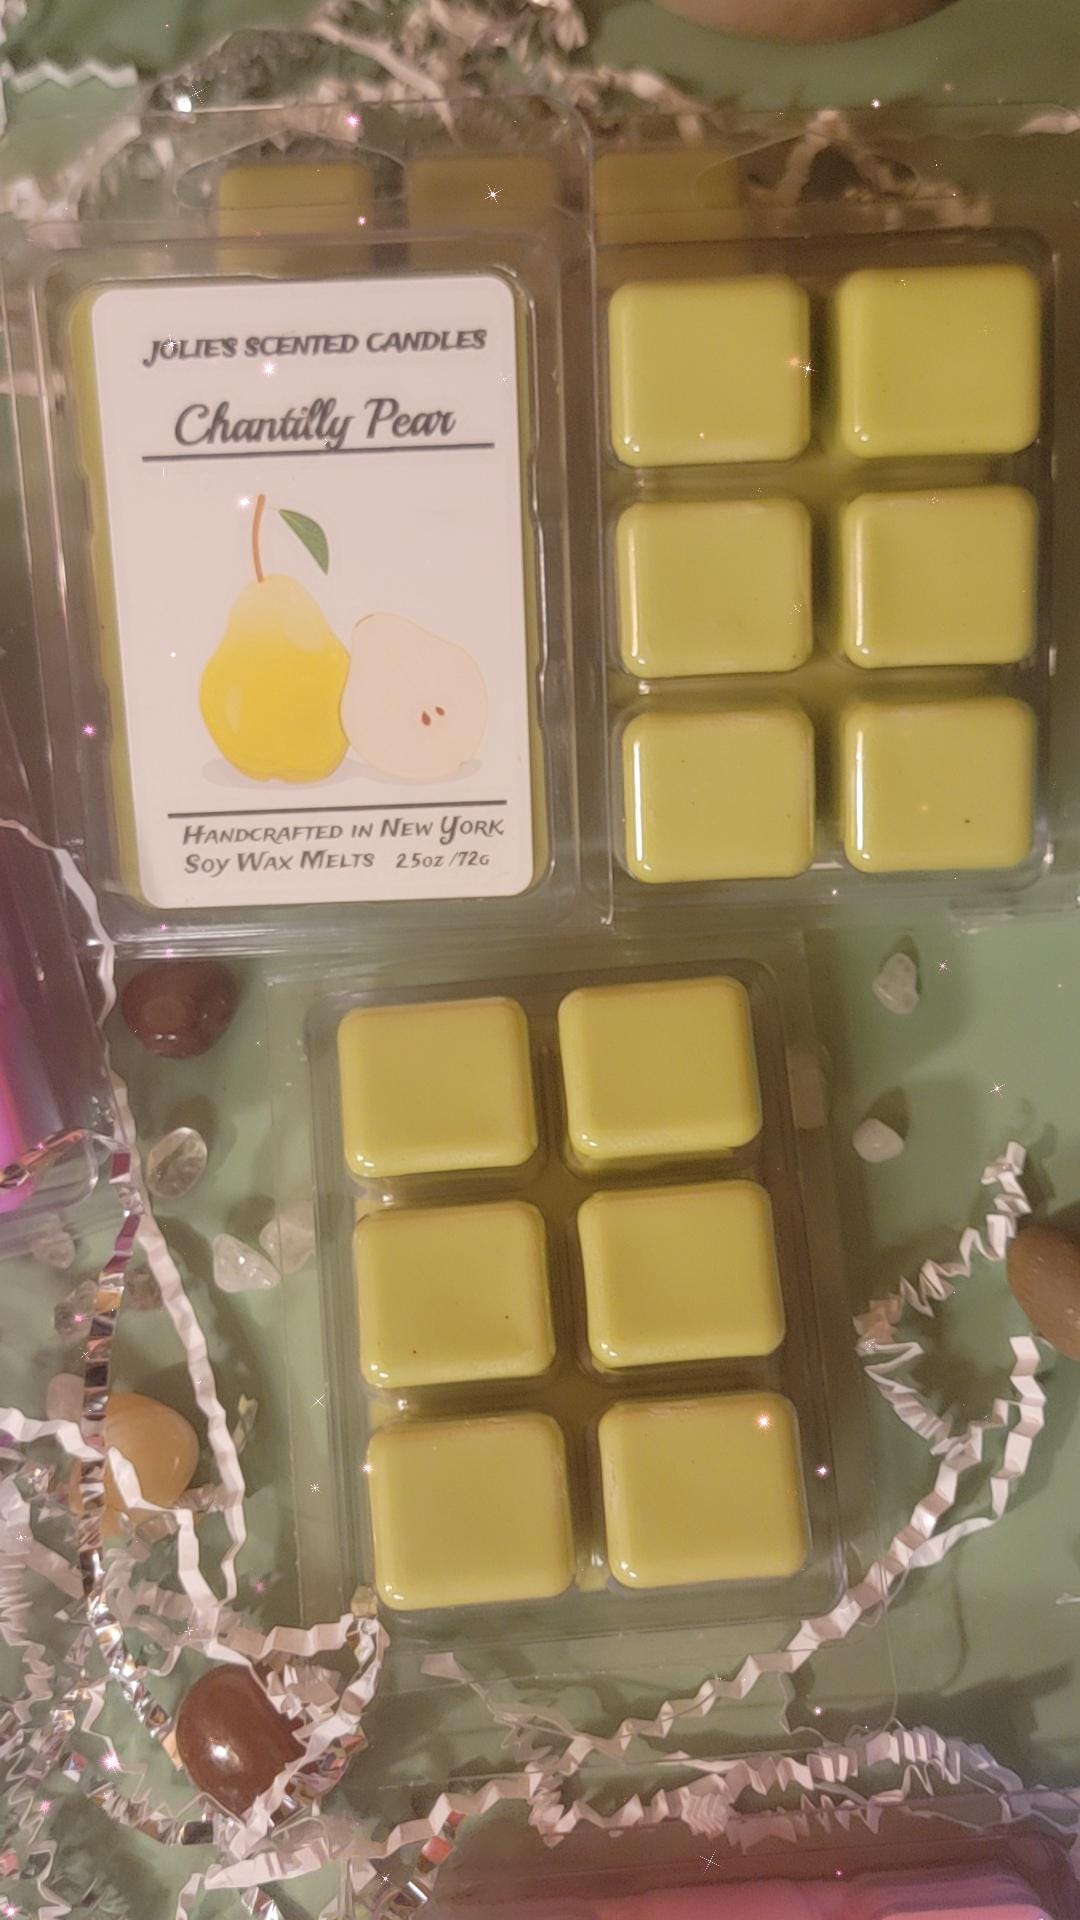 JOLIE'S SCENTED CANDLES
Chantilly Pear
HANDCRAFTED IN NEW YORK
SOY WAX MELTS 2.5OZ /72G